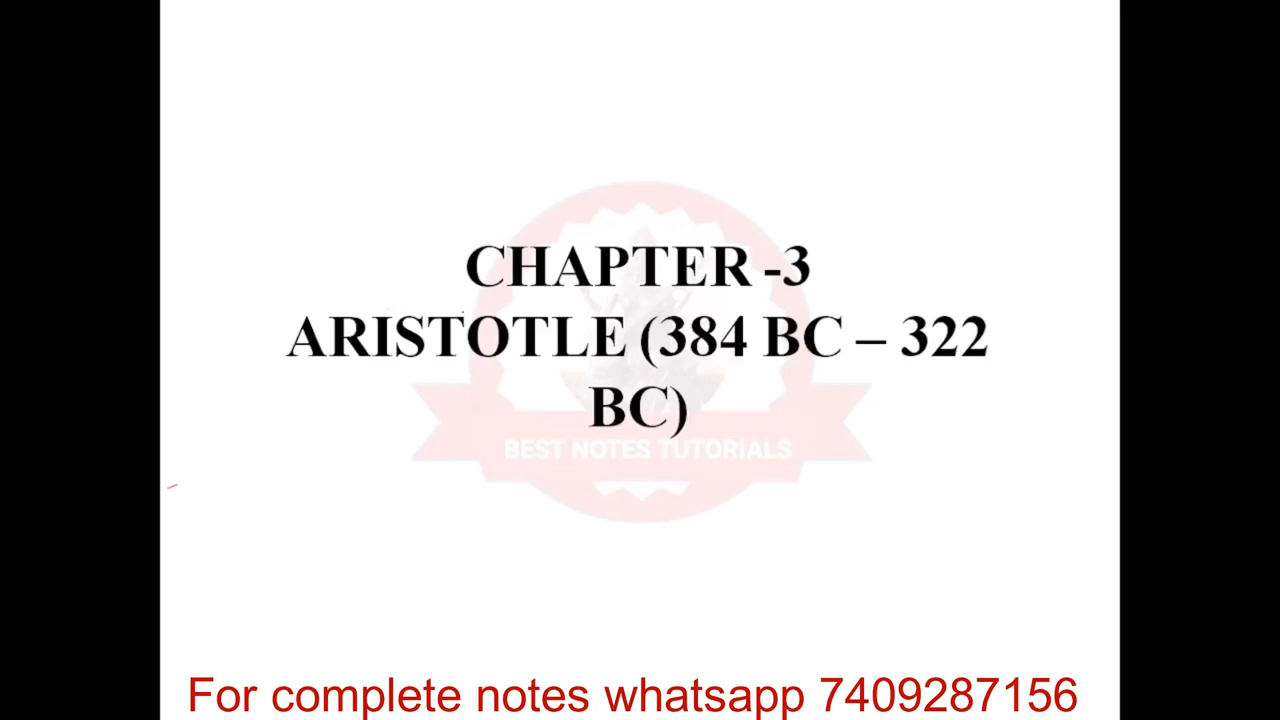 CHAPTER -3
ARISTOTLE (384 BC – 322
BC)
BEST NOTES TUTORIALS
For complete notes whatsapp 7409287156